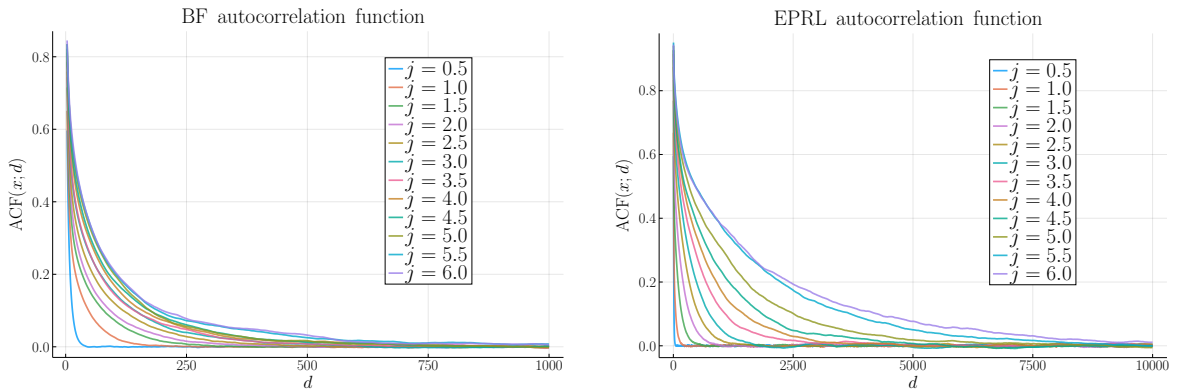 BF autocorrelation function
ACF(x; d)
0.8
0.6
0.4
0.2
0.0
0
250
500
750
1000
d
j = 0.5
j = 1.0
j = 1.5
j = 2.0
j = 2.5
j = 3.0
j = 3.5
j = 4.0
j = 4.5
j = 5.0
j = 5.5
j = 6.0
EPRL autocorrelation function
ACF(x; d)
0.8
0.6
0.4
0.2
0.0
0
2500
5000
7500
10000
d
j = 0.5
j = 1.0
j = 1.5
j = 2.0
j = 2.5
j = 3.0
j = 3.5
j = 4.0
j = 4.5
j = 5.0
j = 5.5
j = 6.0